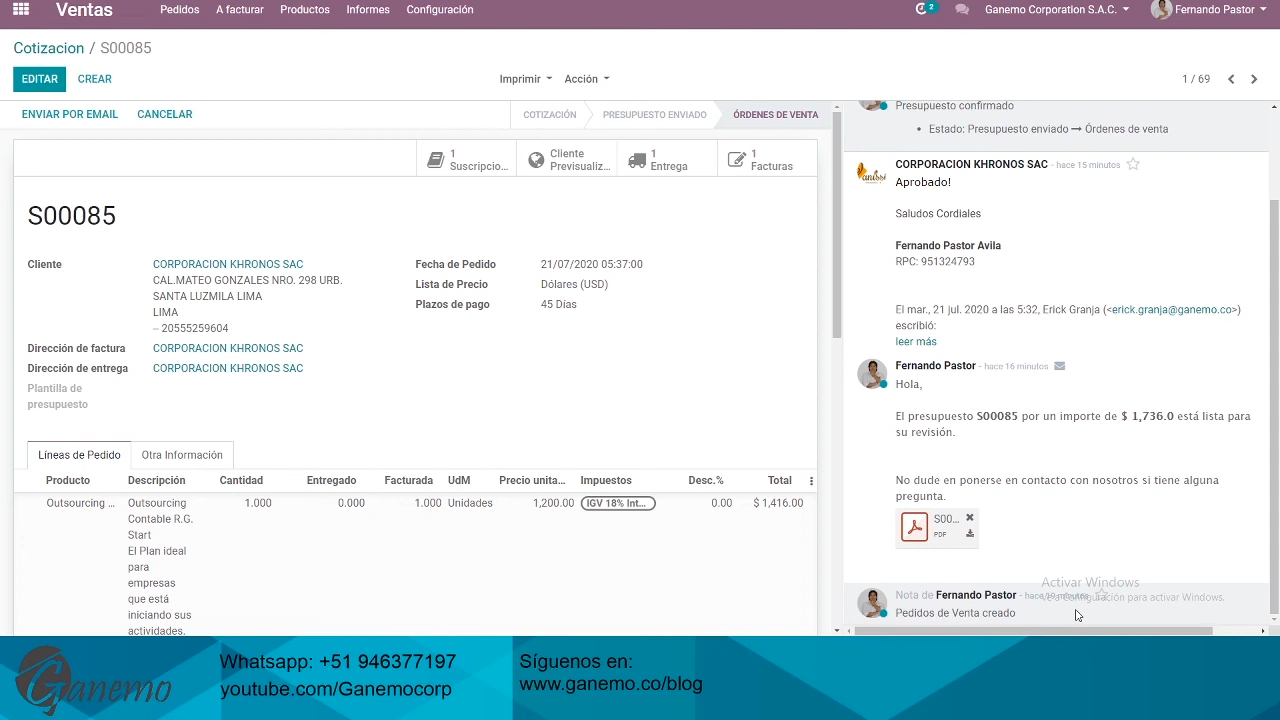 Ventas
Pedidos
A facturar
Productos
Informes
Configuración
2
Ganemo Corporation S.A.C.
Fernando Pastor
Cotizacion / S00085
EDITAR
CREAR
Imprimir
Acción
1 / 69
ENVIAR POR EMAIL
CANCELAR
COTIZACIÓN
PRESUPUESTO ENVIADO
ÓRDENES DE VENTA
1
Suscripcio...
Cliente
Previsualiz...
1
Entrega
1
Facturas
S00085
Cliente
CORPORACION KHRONOS SAC
CAL.MATEO GONZALES NRO. 298 URB.
SANTA LUZMILA LIMA
LIMA
– 20555259604
Dirección de factura
CORPORACION KHRONOS SAC
Dirección de entrega
CORPORACION KHRONOS SAC
Plantilla de
presupuesto
Fecha de Pedido
21/07/2020 05:37:00
Lista de Precio
Dólares (USD)
Plazos de pago
45 Días
Líneas de Pedido
Otra Información
Producto
Descripción
Cantidad
Entregado
Facturada
UdM
Precio unita...
Impuestos
Desc.%
Total
Outsourcing ...
Outsourcing
Contable R.G.
Start
El Plan ideal
para
empresas
que está
iniciando sus
actividades.
1.000
0.000
1.000
Unidades
1,200.00
IGV 18% Int...
0.00
$ 1,416.00
Presupuesto confirmado
• Estado: Presupuesto enviado → Órdenes de venta
CORPORACION KHRONOS SAC - hace 15 minutos
Aprobado!
Saludos Cordiales
Fernando Pastor Avila
RPC: 951324793
El mar., 21 jul. 2020 a las 5:32, Erick Granja (<erick.granja@ganemo.co>)
escribió:
leer más
Fernando Pastor - hace 16 minutos
Hola,
El presupuesto S00085 por un importe de $ 1,736.0 está lista para
su revisión.
No dude en ponerse en contacto con nosotros si tiene alguna
pregunta.
S00...
PDF
Activar Windows
Ve a Configuración para activar Windows.
Nota de Fernando Pastor - hace 19 minutos
Pedidos de Venta creado
Ganemo
Whatsapp: +51 946377197
youtube.com/Ganemocorp
Síguenos en:
www.ganemo.co/blog